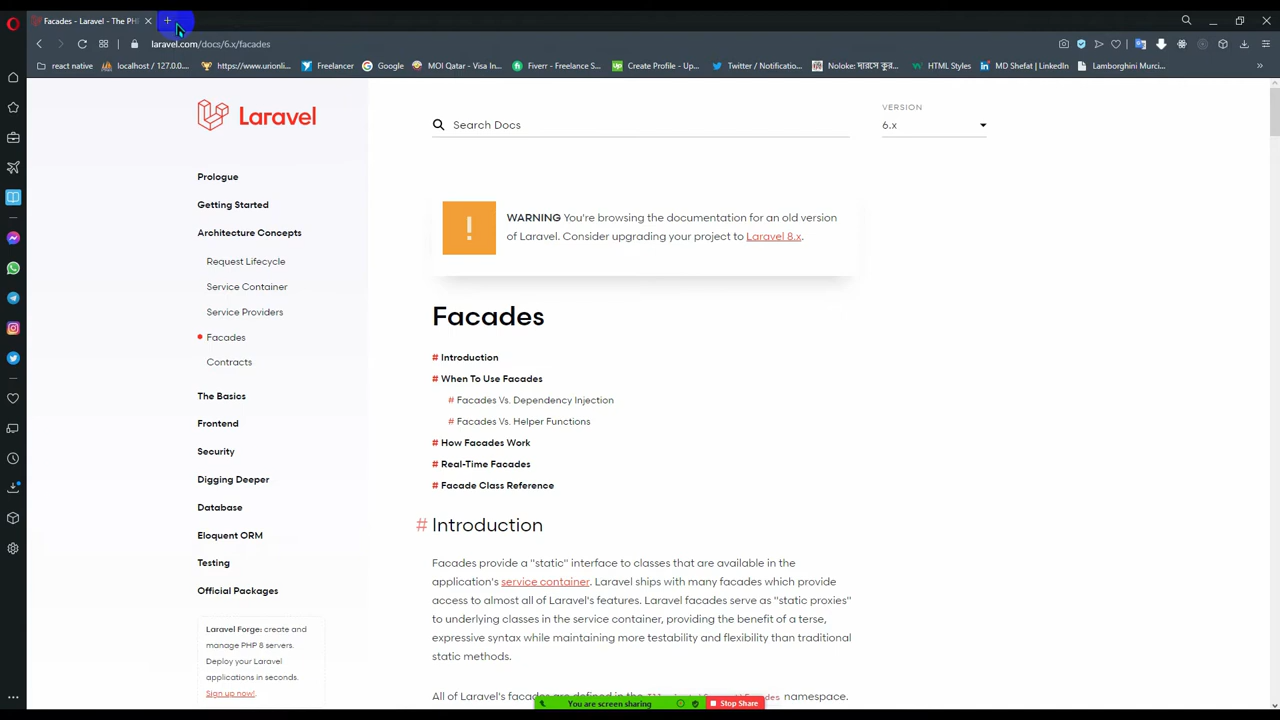 Facades - Laravel - The PH
laravel.com/docs/6.x/facades
react native
localhost / 127.0.0...
https://www.urionli...
Freelancer
Google
MOI Qatar - Visa In...
Fiverr - Freelance S...
Create Profile - Up...
Twitter / Notificatio...
Noloke: দারসে কুর...
HTML Styles
MD Shefat | LinkedIn
Lamborghini Murci...
Laravel
Prologue
Getting Started
Architecture Concepts
Request Lifecycle
Service Container
Service Providers
Facades
Contracts
The Basics
Frontend
Security
Digging Deeper
Database
Eloquent ORM
Testing
Official Packages
Laravel Forge: create and
manage PHP 8 servers.
Deploy your Laravel
applications in seconds.
Sign up now!.
Search Docs
VERSION
6.x
WARNING You're browsing the documentation for an old version
of Laravel. Consider upgrading your project to Laravel 8.x.
Facades
# Introduction
# When To Use Facades
# Facades Vs. Dependency Injection
# Facades Vs. Helper Functions
# How Facades Work
# Real-Time Facades
# Facade Class Reference
# Introduction
Facades provide a "static" interface to classes that are available in the
application's service container. Laravel ships with many facades which provide
access to almost all of Laravel's features. Laravel facades serve as "static proxies"
to underlying classes in the service container, providing the benefit of a terse,
expressive syntax while maintaining more testability and flexibility than traditional
static methods.
All of Laravel's facades are defined in the namespace.
You are screen sharing
Stop Share